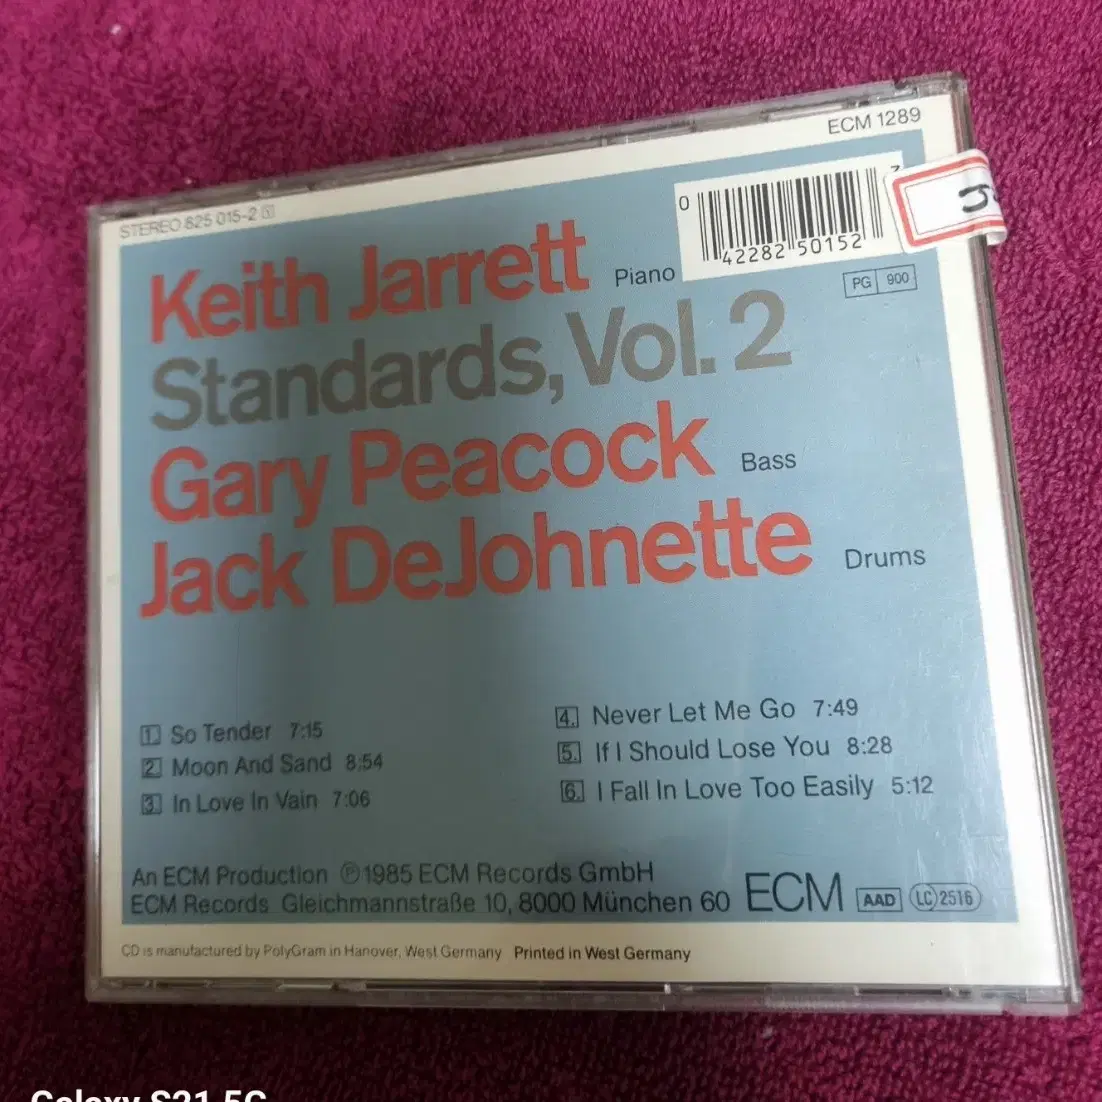 ECM 1289
STEREO 825 015-2
0
42282 50152
Keith Jarrett Piano
PG 900
Standards, Vol. 2
Gary Peacock Bass
Jack DeJohnette Drums
1. So Tender 7:15
2. Moon And Sand 8:54
3. In Love In Vain 7:06
4. Never Let Me Go 7:49
5. If I Should Lose You 8:28
6. I Fall In Love Too Easily 5:12
An ECM Production ℗1985 ECM Records GmbH
ECM Records Gleichmannstraße 10, 8000 München 60 ECM AAD LC 2516
CD is manufactured by PolyGram in Hanover, West Germany Printed in West Germany
Galaxy S21 5G